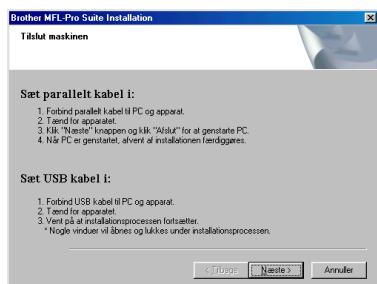 Brother MFL-Pro Suite Installation
Tilslut maskinen
Sæt parallelt kabel i:
1. Forbind parallelt kabel til PC og apparat.
2. Tænd for apparatet.
3. Klik "Næste" knappen og klik "Afslut" for at genstarte PC.
4. Når PC er genstartet, afvent af installationen færdiggøres.
Sæt USB kabel i:
1. Forbind USB kabel til PC og apparat.
2. Tænd for apparatet.
3. Vent på at installationsprocessen fortsætter.
* Nogle vinduer vil åbnes og lukkes under installationsprocessen.
< Tilbage Næste > Annuller